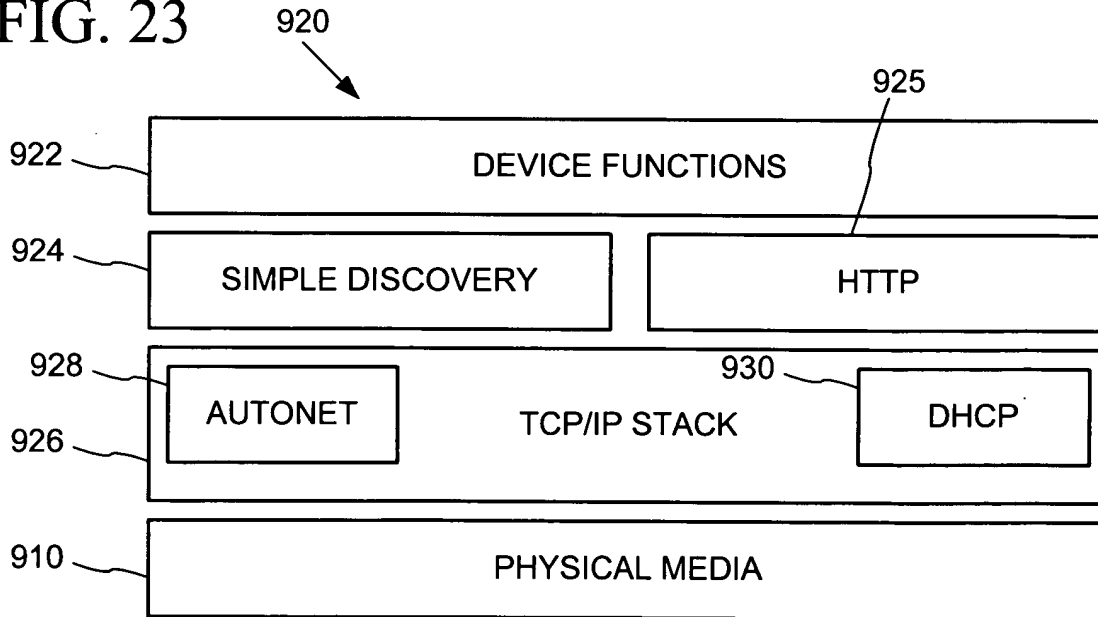 FIG. 23
920
925
922
DEVICE FUNCTIONS
924
SIMPLE DISCOVERY
HTTP
928
930
AUTONET
TCP/IP STACK
DHCP
926
910
PHYSICAL MEDIA